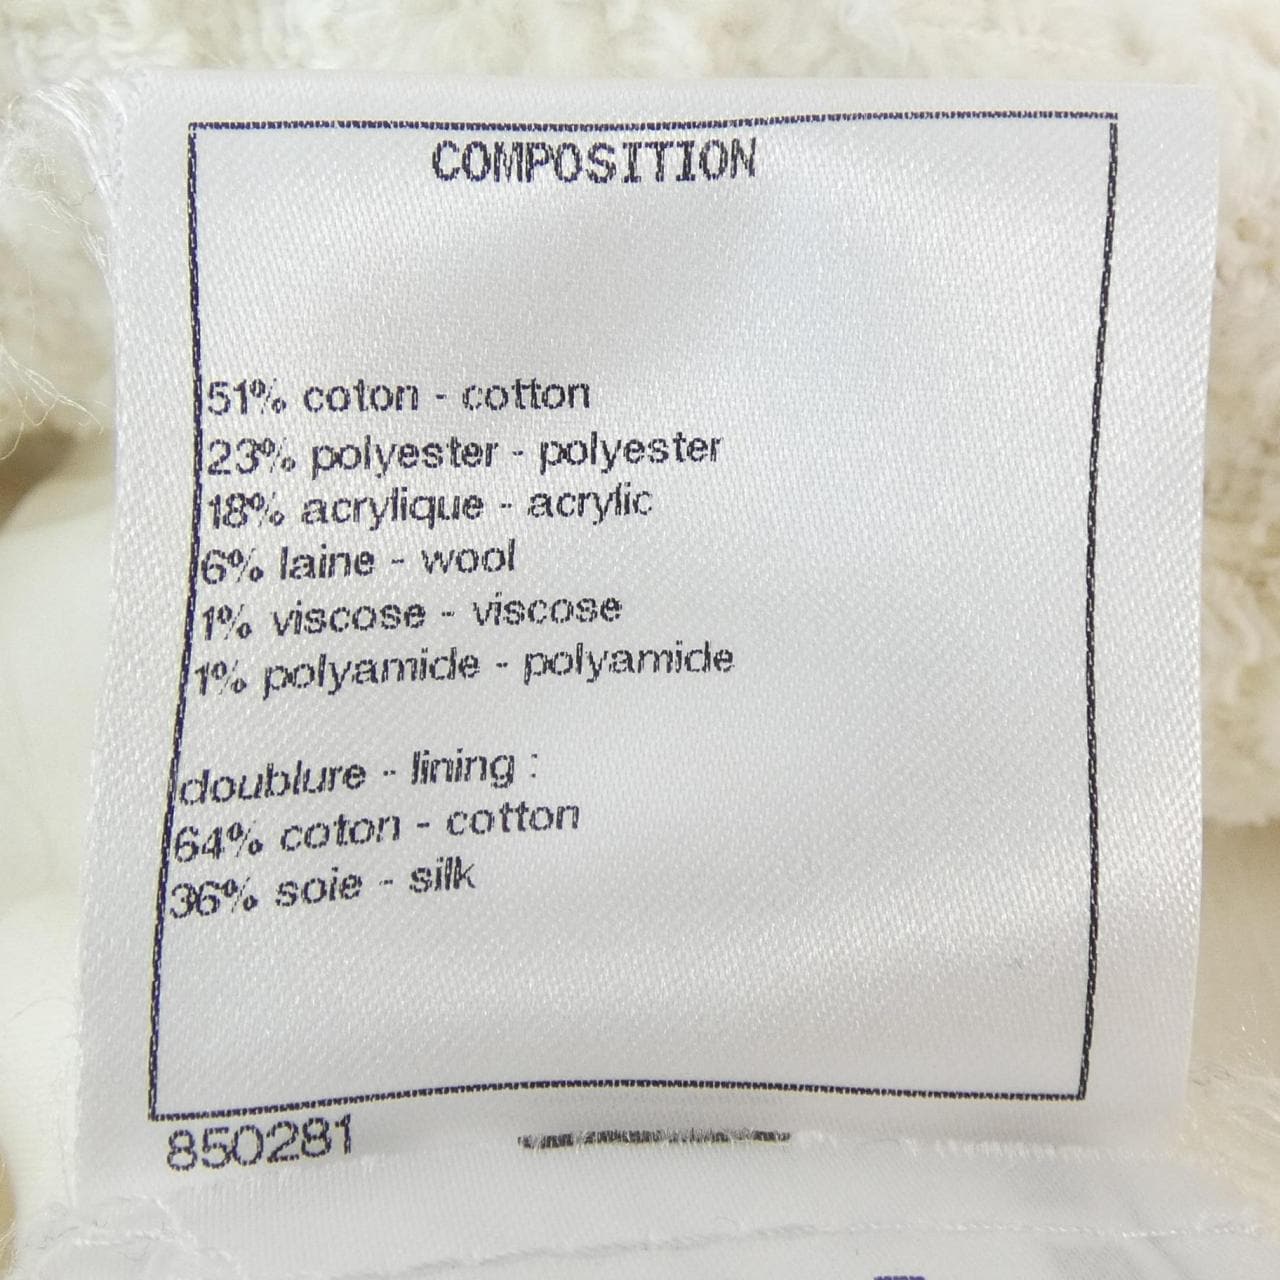 COMPOSITION
51% coton - cotton
23% polyester - polyester
18% acrylique - acrylic
6% laine - wool
1% viscose - viscose
1% polyamide - polyamide
doublure - lining :
64% coton - cotton
36% soie - silk
850281